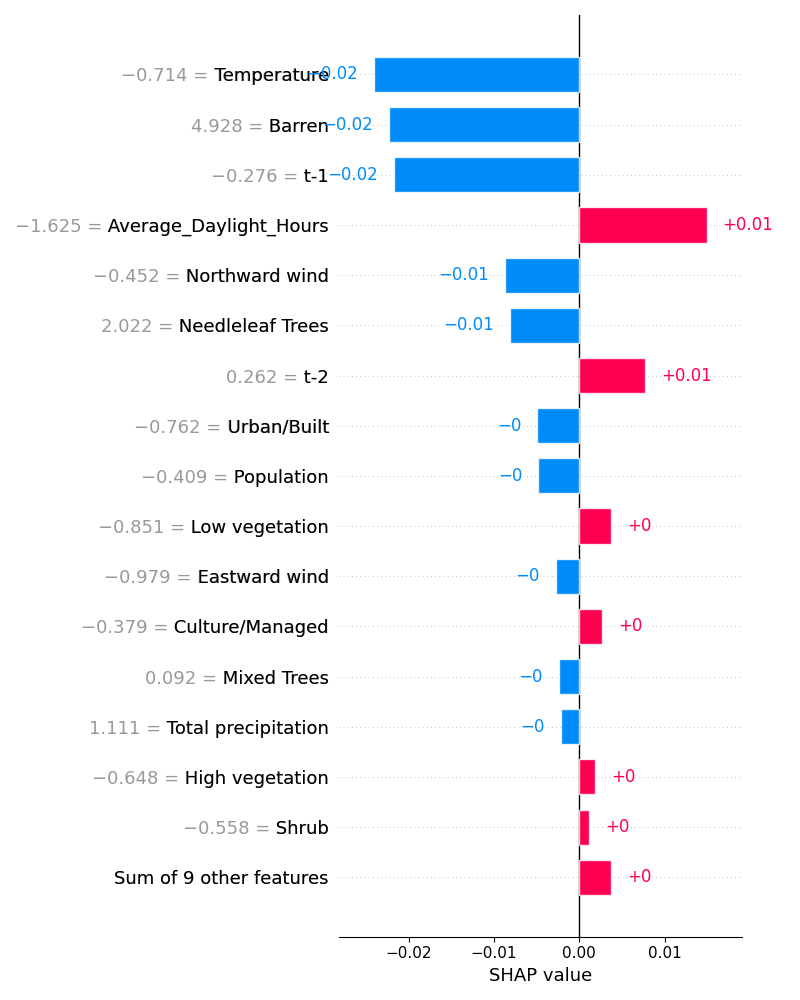 −0.714 = Temperature −0.02
4.928 = Barren −0.02
−0.276 = t-1 −0.02
−1.625 = Average_Daylight_Hours +0.01
−0.452 = Northward wind −0.01
2.022 = Needleleaf Trees −0.01
0.262 = t-2 +0.01
−0.762 = Urban/Built −0
−0.409 = Population −0
−0.851 = Low vegetation +0
−0.979 = Eastward wind −0
−0.379 = Culture/Managed +0
0.092 = Mixed Trees −0
1.111 = Total precipitation −0
−0.648 = High vegetation +0
−0.558 = Shrub +0
Sum of 9 other features +0
−0.02 −0.01 0.00 0.01
SHAP value